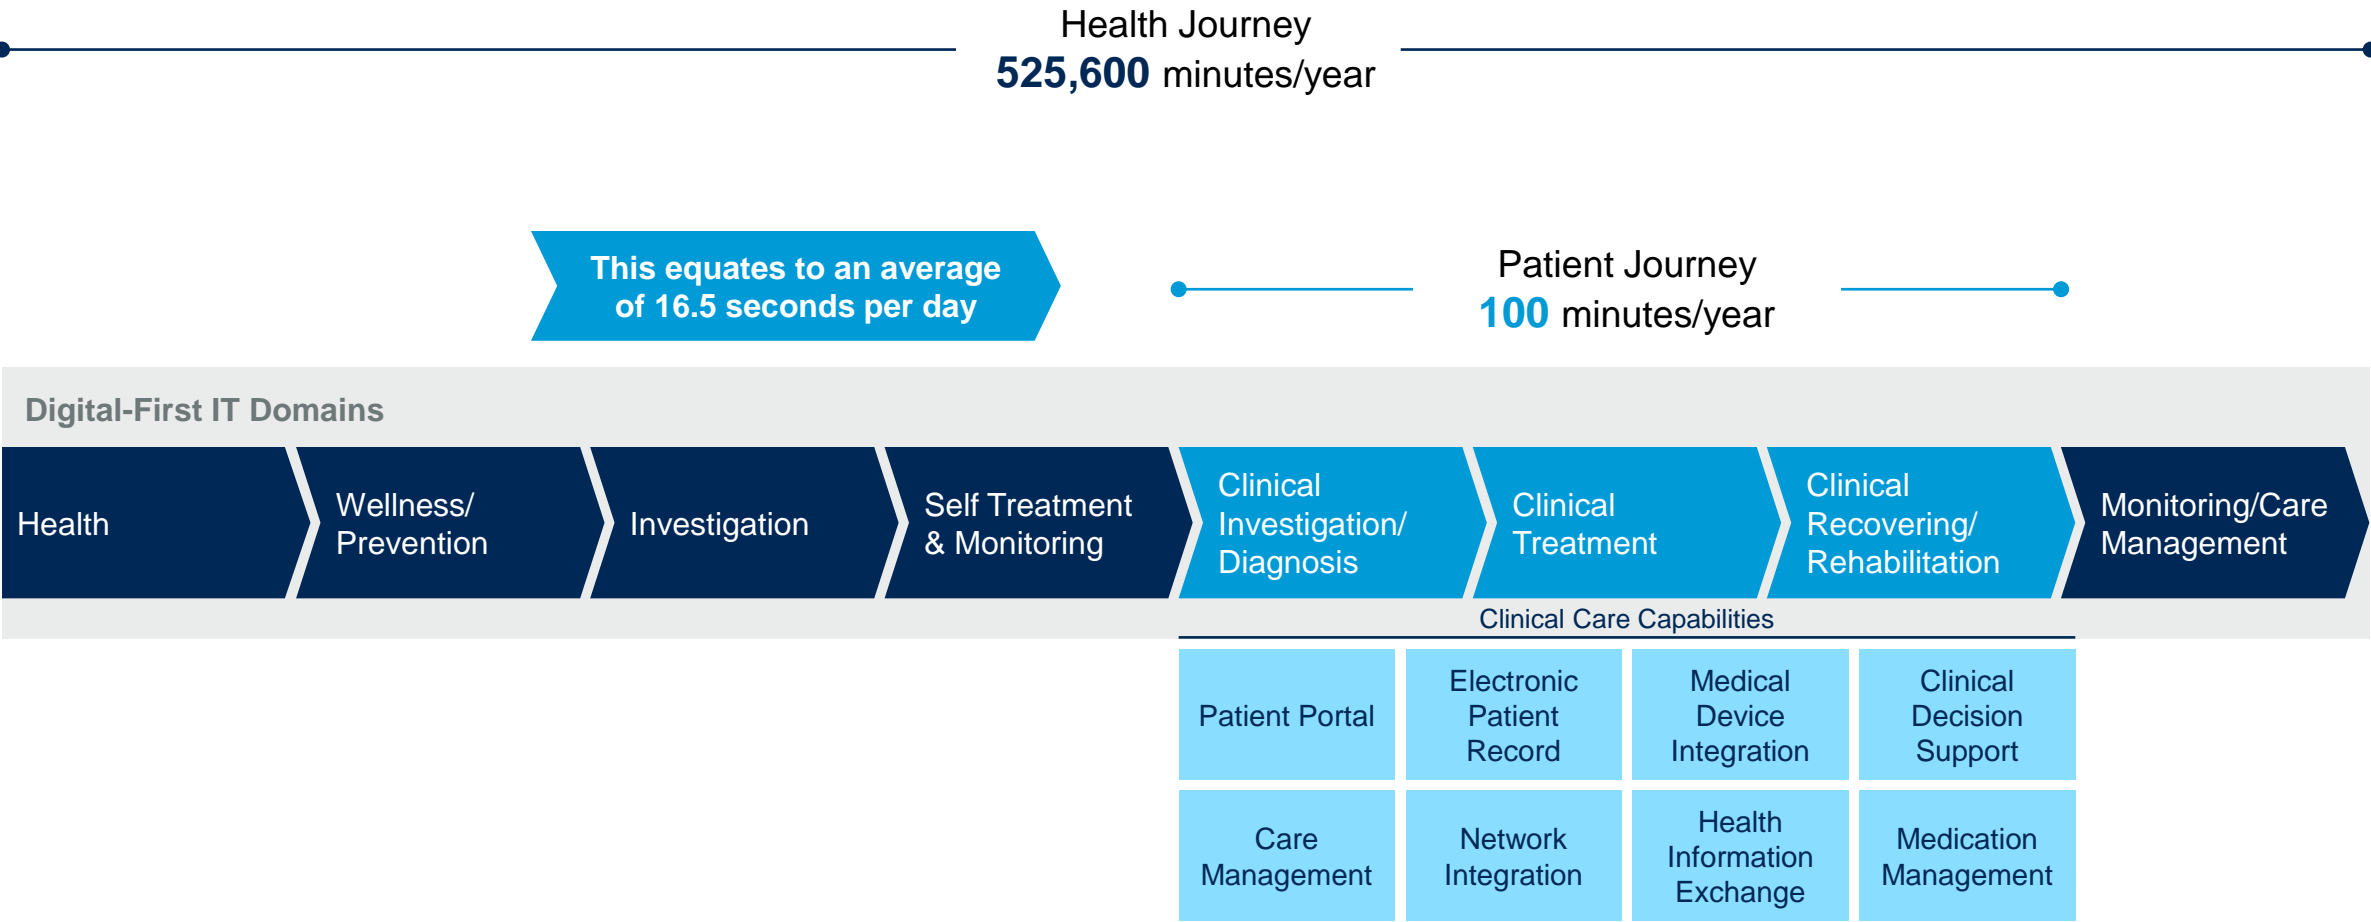 Health Journey
525,600 minutes/year
This equates to an average
of 16.5 seconds per day
Patient Journey
100 minutes/year
Digital-First IT Domains
Health
Wellness/
Prevention
Investigation
Self Treatment
& Monitoring
Clinical
Investigation/
Diagnosis
Clinical
Treatment
Clinical
Recovering/
Rehabilitation
Monitoring/Care
Management
Clinical Care Capabilities
Patient Portal
Electronic
Patient
Record
Medical
Device
Integration
Clinical
Decision
Support
Care
Management
Network
Integration
Health
Information
Exchange
Medication
Management